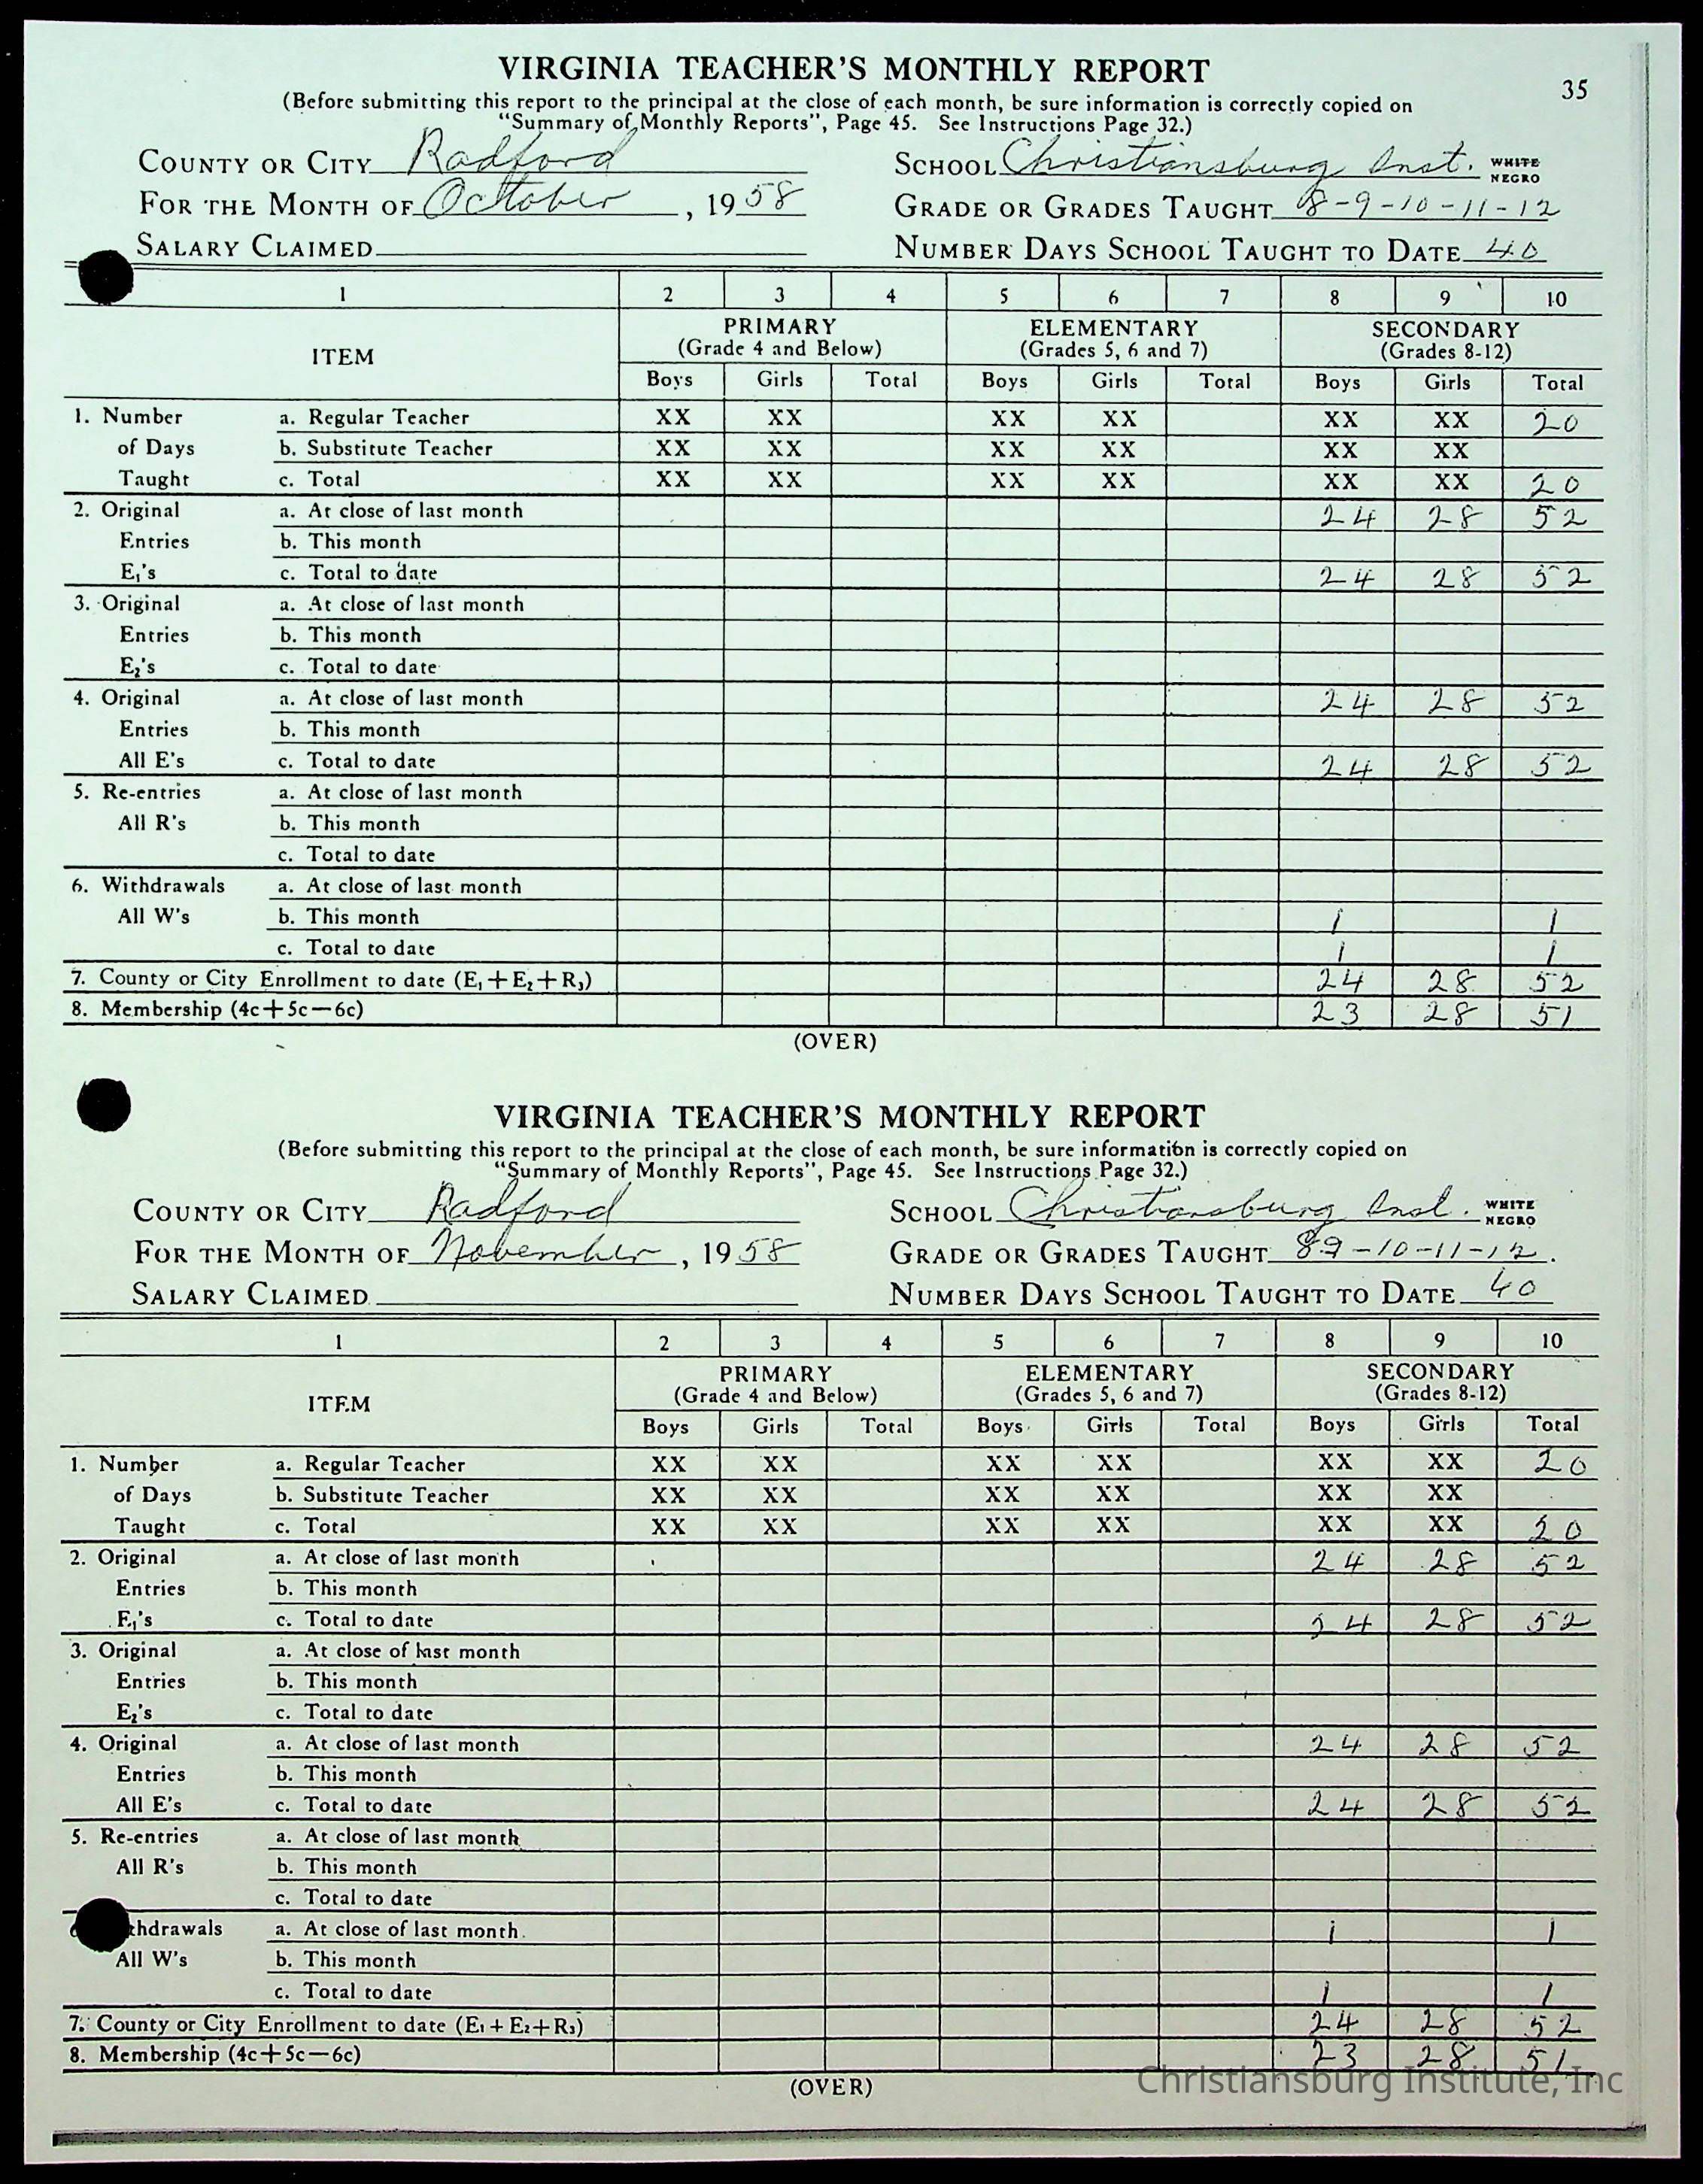 VIRGINIA TEACHER'S MONTHLY REPORT
35
(Before submitting this report to the principal at the close of each month, be sure information is correctly copied on
"Summary of Monthly Reports", Page 45. See Instructions Page 32.)
COUNTY OR CITY Radford SCHOOL Christiansburg Inst. WHITE NEGRO
FOR THE MONTH OF October, 1958 GRADE OR GRADES TAUGHT 8-9-10-11-12
SALARY CLAIMED NUMBER DAYS SCHOOL TAUGHT TO DATE 40
1 2 3 4 5 6 7 8 9 10
ITEM PRIMARY ELEMENTARY SECONDARY
(Grade 4 and Below) (Grades 5, 6 and 7) (Grades 8-12)
Boys Girls Total Boys Girls Total Boys Girls Total
1. Number a. Regular Teacher XX XX XX XX XX XX 20
of Days b. Substitute Teacher XX XX XX XX XX XX
Taught c. Total XX XX XX XX XX XX 20
2. Original a. At close of last month 24 28 52
Entries b. This month
E₁'s c. Total to date 24 28 52
3. Original a. At close of last month
Entries b. This month
E₂'s c. Total to date
4. Original a. At close of last month 24 28 52
Entries b. This month
All E's c. Total to date 24 28 52
5. Re-entries a. At close of last month
All R's b. This month
c. Total to date
6. Withdrawals a. At close of last month
All W's b. This month 1 1
c. Total to date 1 1
7. County or City Enrollment to date (E₁+E₂+R₃) 24 28 52
8. Membership (4c+5c-6c) 23 28 51
(OVER)
VIRGINIA TEACHER'S MONTHLY REPORT
(Before submitting this report to the principal at the close of each month, be sure information is correctly copied on
"Summary of Monthly Reports", Page 45. See Instructions Page 32.)
COUNTY OR CITY Radford SCHOOL Christiansburg Inst. WHITE NEGRO
FOR THE MONTH OF November, 1958 GRADE OR GRADES TAUGHT 89-10-11-12.
SALARY CLAIMED NUMBER DAYS SCHOOL TAUGHT TO DATE 40
1 2 3 4 5 6 7 8 9 10
ITEM PRIMARY ELEMENTARY SECONDARY
(Grade 4 and Below) (Grades 5, 6 and 7) (Grades 8-12)
Boys Girls Total Boys Girls Total Boys Girls Total
1. Number a. Regular Teacher XX XX XX XX XX XX 20
of Days b. Substitute Teacher XX XX XX XX XX XX
Taught c. Total XX XX XX XX XX XX 20
2. Original a. At close of last month 24 28 52
Entries b. This month
E₁'s c. Total to date 24 28 52
3. Original a. At close of last month
Entries b. This month
E₂'s c. Total to date
4. Original a. At close of last month 24 28 52
Entries b. This month
All E's c. Total to date 24 28 52
5. Re-entries a. At close of last month
All R's b. This month
c. Total to date
hdrawals a. At close of last month 1 1
All W's b. This month
c. Total to date 1 1
7. County or City Enrollment to date (E₁+E₂+R₃) 24 28 52
8. Membership (4c+5c-6c) 23 28 51
(OVER)
Christiansburg Institute, Inc